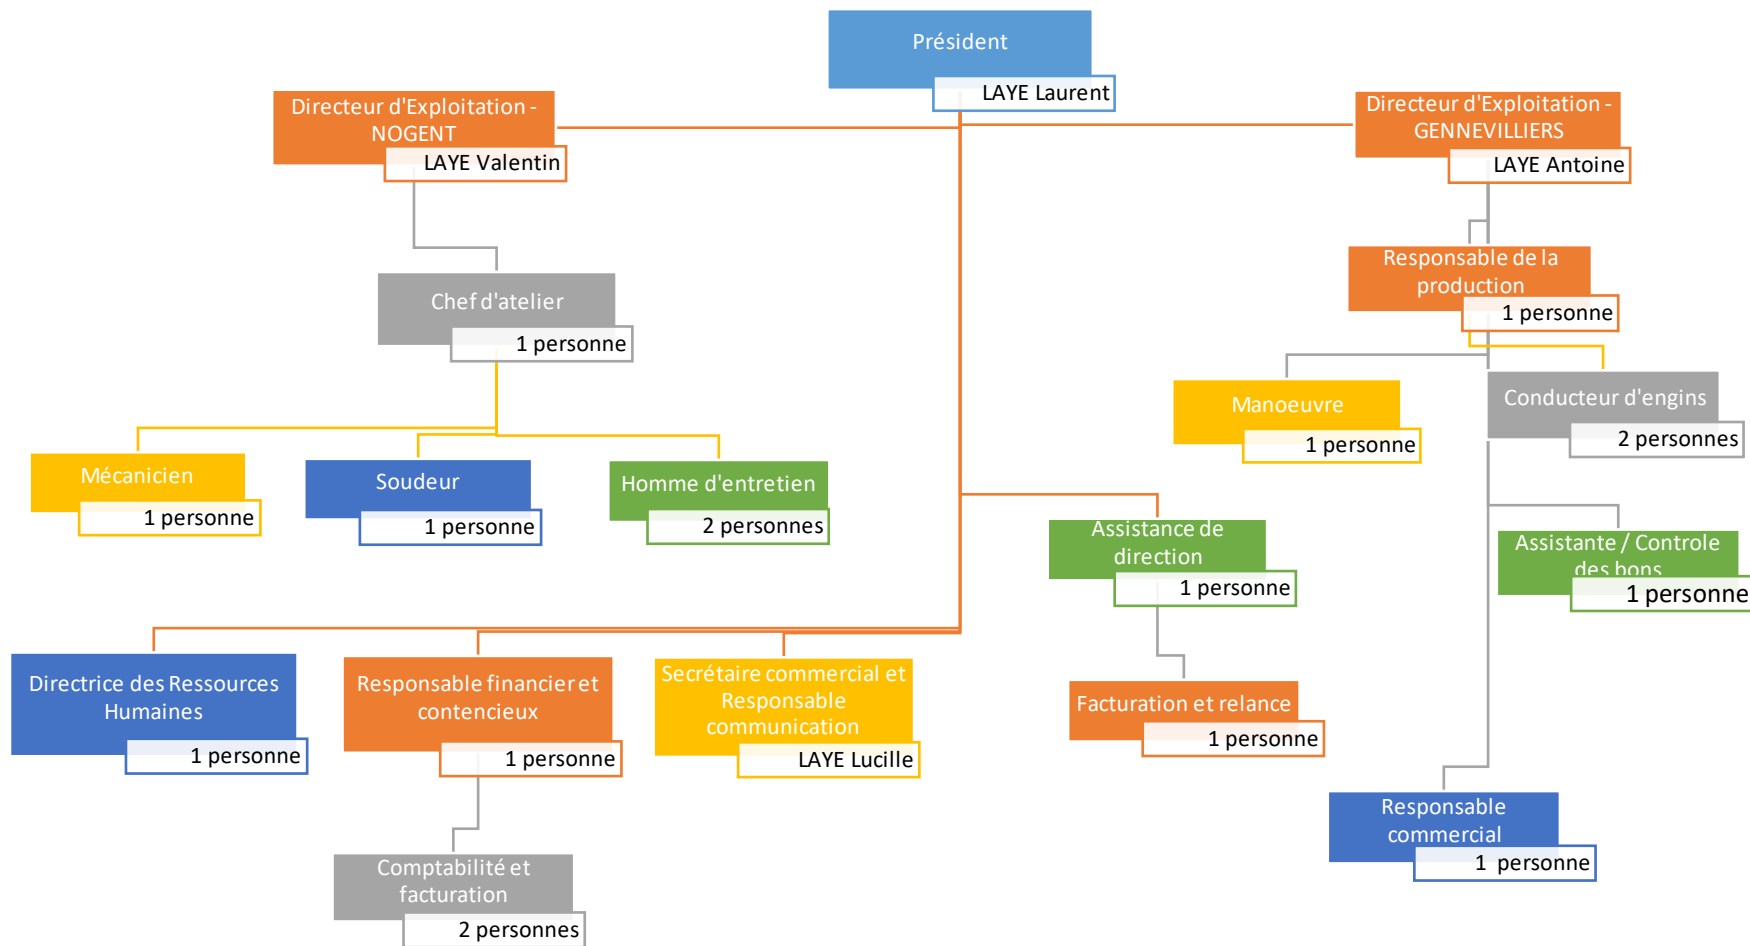 Président
LAYE Laurent
Directeur d'Exploitation -
NOGENT
LAYE Valentin
Directeur d'Exploitation -
GENNEVILLIERS
LAYE Antoine
Chef d'atelier
1 personne
Responsable de la
production
1 personne
Manoeuvre
1 personne
Conducteur d'engins
2 personnes
Mécanicien
1 personne
Soudeur
1 personne
Homme d'entretien
2 personnes
Assistance de
direction
1 personne
Assistante / Controle
des bons
1 personne
Directrice des Ressources
Humaines
1 personne
Responsable financier et
contencieux
1 personne
Secrétaire commercial et
Responsable
communication
LAYE Lucille
Facturation et relance
1 personne
Responsable
commercial
1 personne
Comptabilité et
facturation
2 personnes